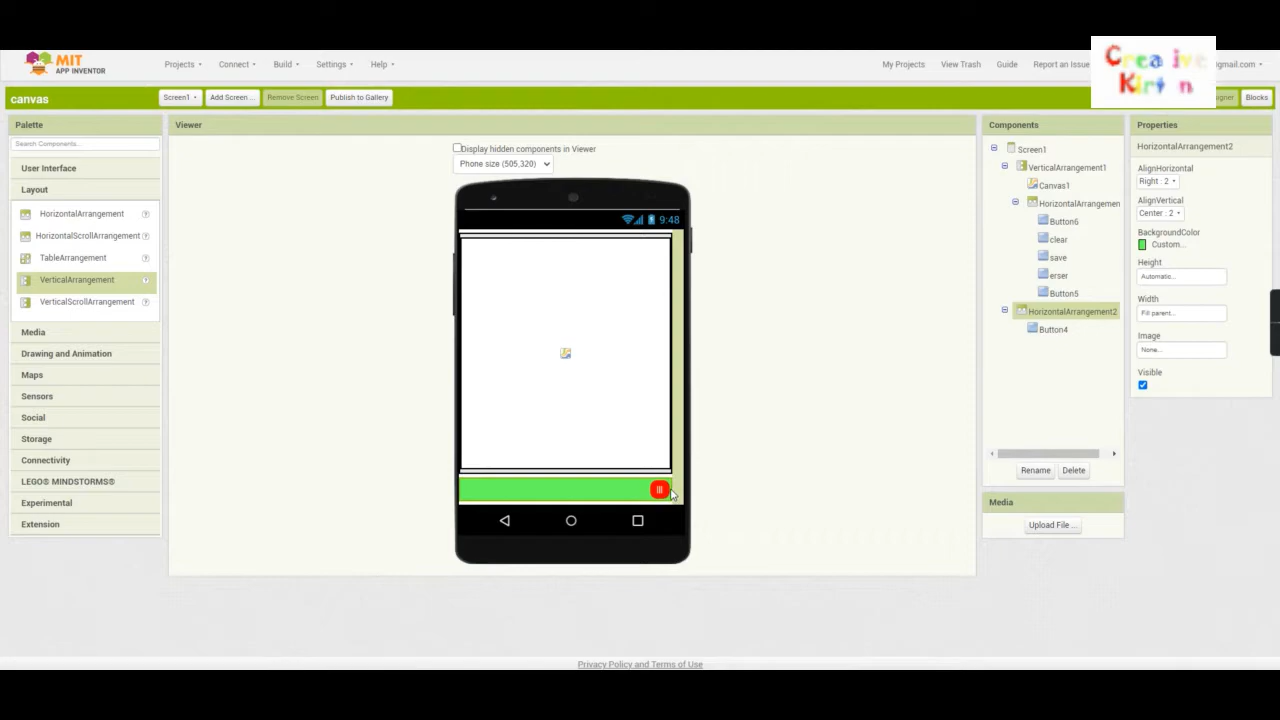 MIT
APP INVENTOR
Projects
Connect
Build
Settings
Help
My Projects
View Trash
Guide
Report an Issue
gmail.com
Creative
canvas
Screen1
Add Screen ...
Remove Screen
Publish to Gallery
Blocks
Palette
Viewer
Components
Properties
Search Components...
User Interface
Layout
HorizontalArrangement
HorizontalScrollArrangement
TableArrangement
VerticalArrangement
VerticalScrollArrangement
Media
Drawing and Animation
Maps
Sensors
Social
Storage
Connectivity
LEGO® MINDSTORMS®
Experimental
Extension
Display hidden components in Viewer
Phone size (505,320)
9:48
Screen1
VerticalArrangement1
Canvas1
HorizontalArrangemen
Button6
clear
save
erser
Button5
HorizontalArrangement2
Button4
Rename
Delete
Media
Upload File ...
HorizontalArrangement2
AlignHorizontal
Right : 2
AlignVertical
Center : 2
BackgroundColor
Custom...
Height
Automatic...
Width
Fill parent...
Image
None...
Visible
Privacy Policy and Terms of Use